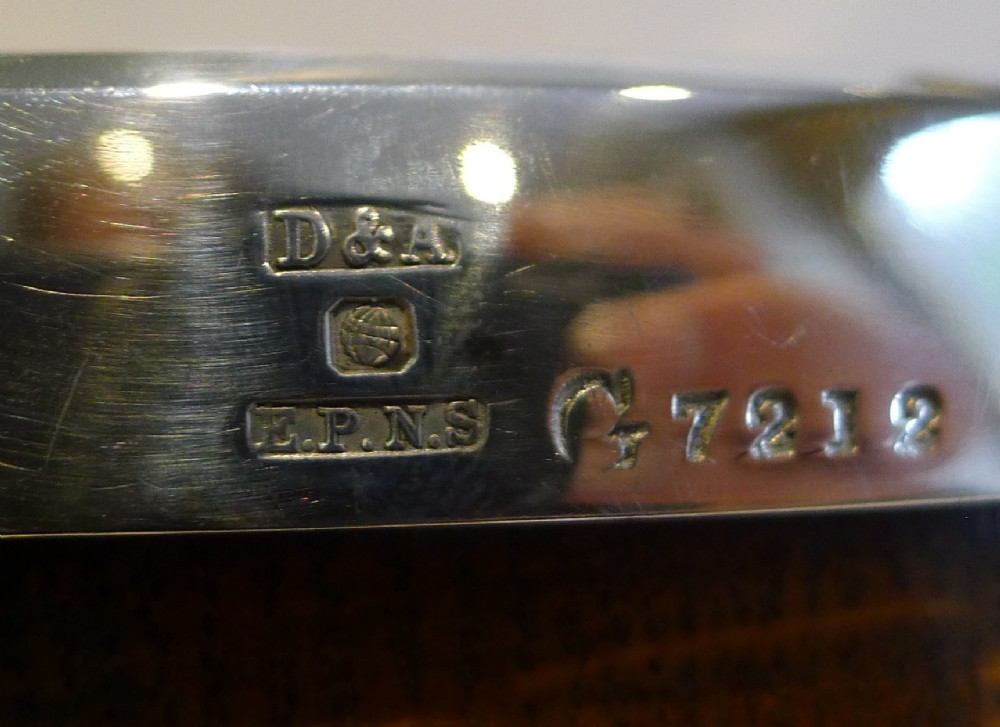 D & A
E.P.N.S
G 7212